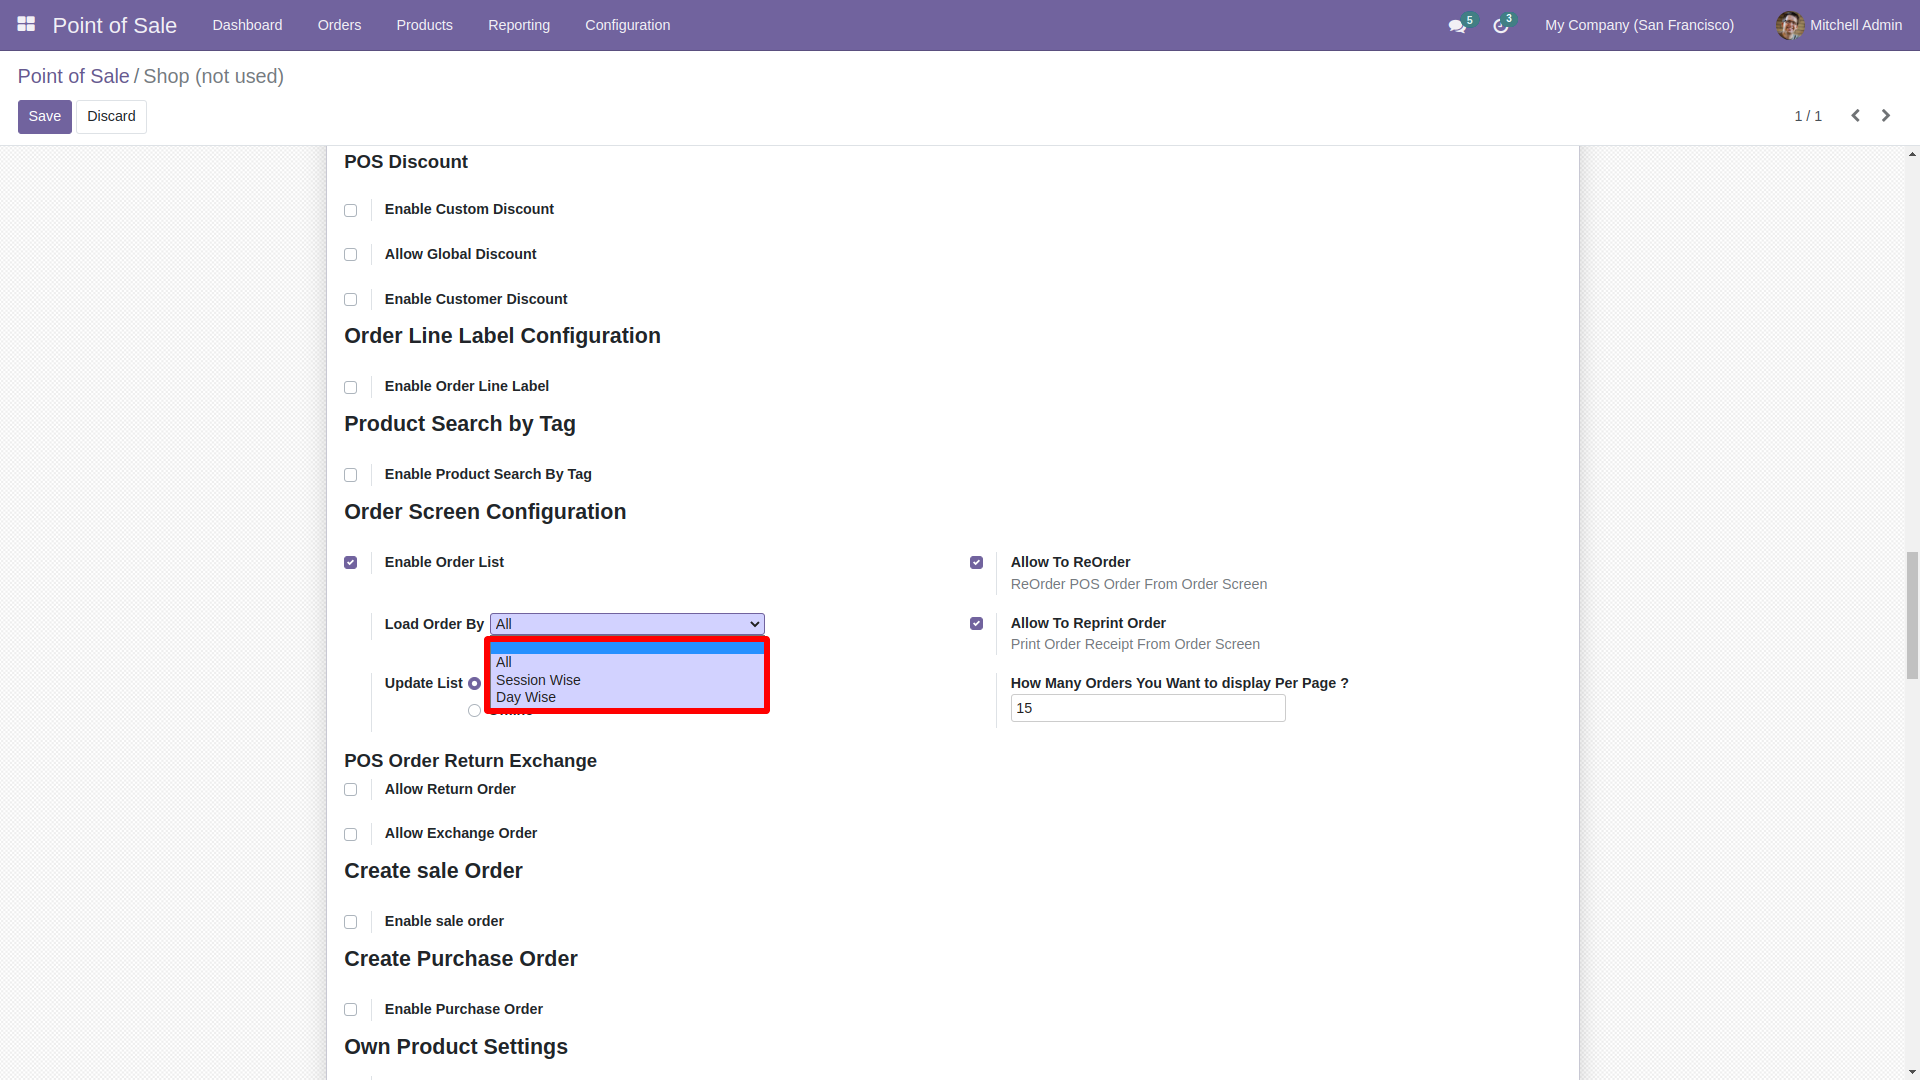 Point of Sale Dashboard Orders Products Reporting Configuration 5 3 My Company (San Francisco) Mitchell Admin
Point of Sale / Shop (not used)
Save Discard 1 / 1
POS Discount
Enable Custom Discount
Allow Global Discount
Enable Customer Discount
Order Line Label Configuration
Enable Order Line Label
Product Search by Tag
Enable Product Search By Tag
Order Screen Configuration
Enable Order List Allow To ReOrder
ReOrder POS Order From Order Screen
Load Order By All Allow To Reprint Order
Print Order Receipt From Order Screen
All
Session Wise
Day Wise
Update List How Many Orders You Want to display Per Page ?
15
POS Order Return Exchange
Allow Return Order
Allow Exchange Order
Create sale Order
Enable sale order
Create Purchase Order
Enable Purchase Order
Own Product Settings